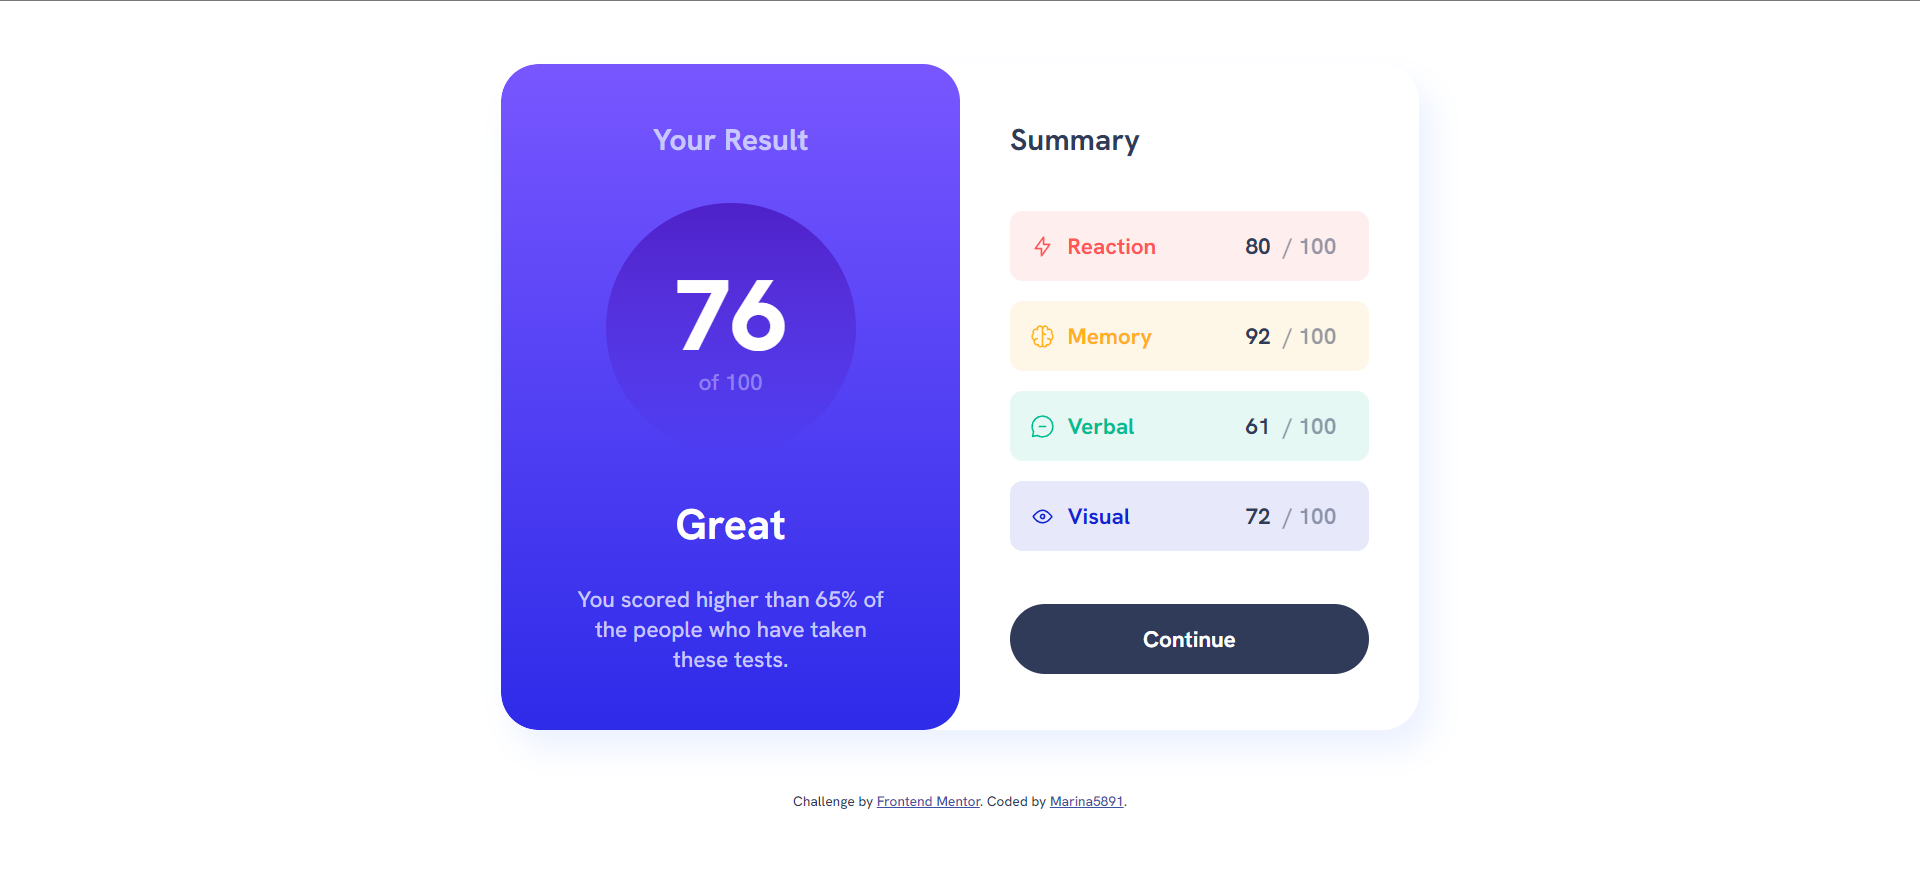 Your Result
76
of 100
Great
You scored higher than 65% of
the people who have taken
these tests.
Summary
Reaction 80 / 100
Memory 92 / 100
Verbal 61 / 100
Visual 72 / 100
Continue
Challenge by Frontend Mentor. Coded by Marina5891.